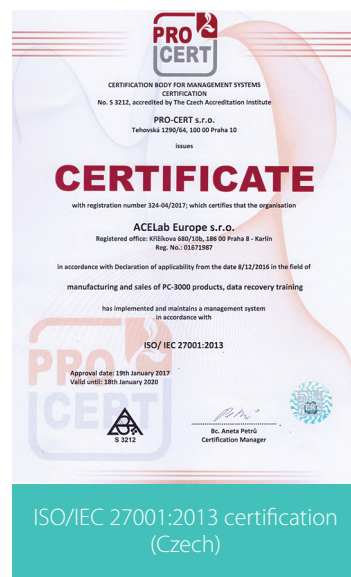 PRO
CERT
CERTIFICATION BODY FOR MANAGEMENT SYSTEMS
CERTIFICATION
No. S 3212, accredited by The Czech Accreditation Institute
PRO-CERT s.r.o.
Tehovská 1290/64, 100 00 Praha 10
issues
CERTIFICATE
with registration number 324-04/2017; which certifies that the organisation
ACELab Europe s.r.o.
Registered office: Křižíkova 680/10b, 186 00 Praha 8 - Karlín
Reg. No.: 01671987
in accordance with Declaration of applicability from the date 8/12/2016 in the field of
manufacturing and sales of PC-3000 products, data recovery training
has implemented and maintains a management system
in accordance with
ISO/ IEC 27001:2013
PRO
CERT
Approval date: 19th January 2017
Valid until: 18th January 2020
S 3212
Bc. Aneta Petrů
Certification Manager
ISO/IEC 27001:2013 certification
(Czech)